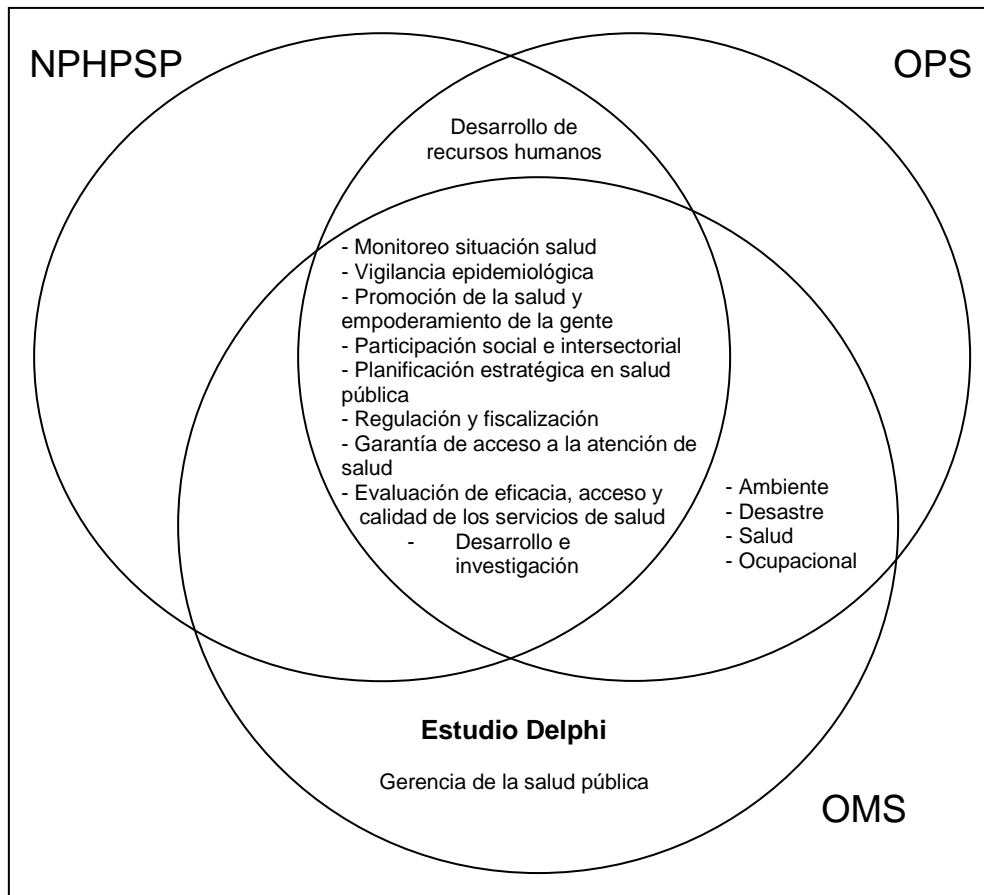 NPHPSP
OPS
Desarrollo de
recursos humanos
- Monitoreo situación salud
- Vigilancia epidemiológica
- Promoción de la salud y
empoderamiento de la gente
- Participación social e intersectorial
- Planificación estratégica en salud
pública
- Regulación y fiscalización
- Garantía de acceso a la atención de
salud
- Evaluación de eficacia, acceso y
calidad de los servicios de salud
- Desarrollo e
investigación
- Ambiente
- Desastre
- Salud
- Ocupacional
Estudio Delphi
Gerencia de la salud pública
OMS